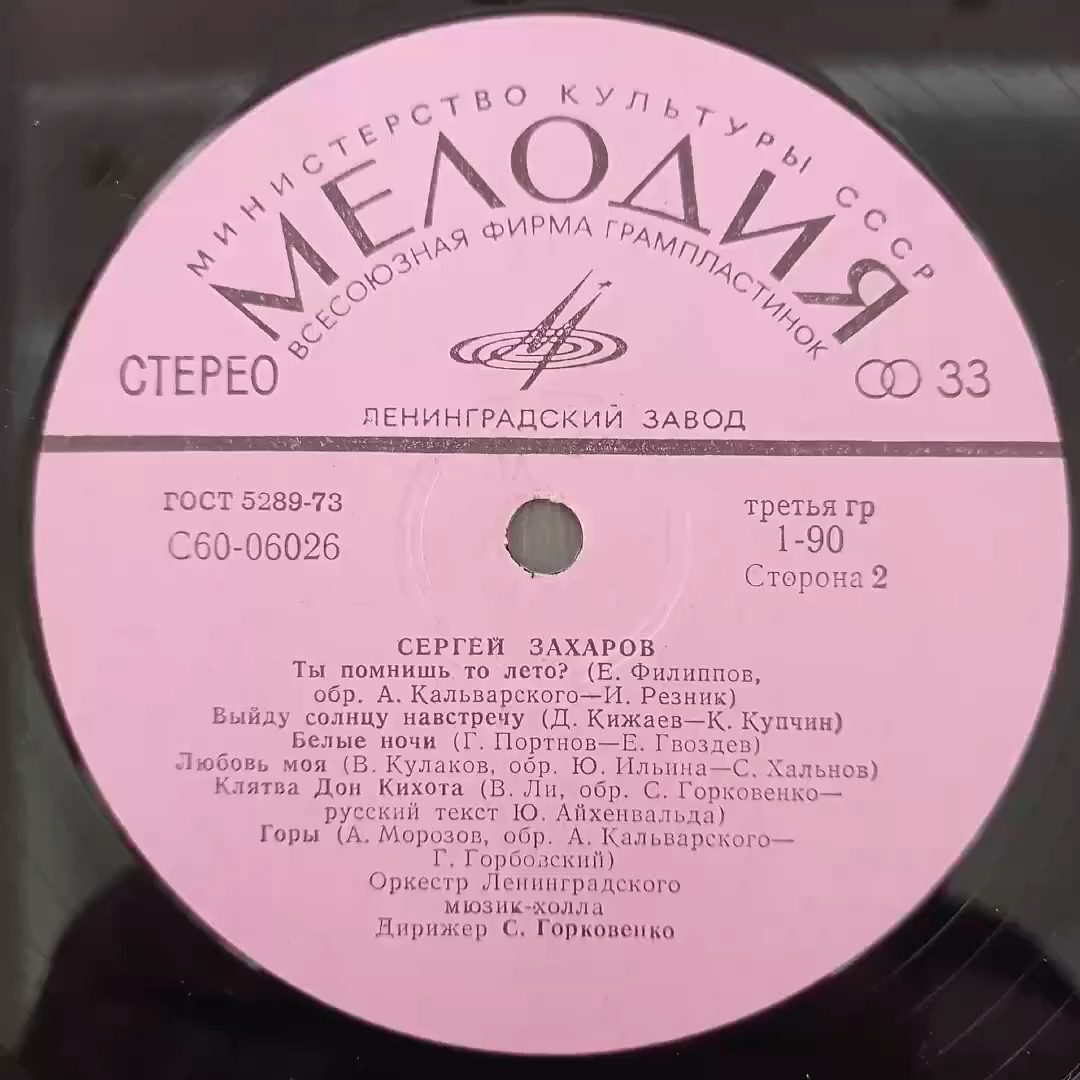 МИНИСТЕРСТВО КУЛЬТУРЫ СССР
МЕЛОДИЯ
ВСЕСОЮЗНАЯ ФИРМА ГРАМПЛАСТИНОК
СТЕРЕО
33
ЛЕНИНГРАДСКИЙ ЗАВОД
ГОСТ 5289-73
С60-06026
третья гр
1-90
Сторона 2
СЕРГЕЙ ЗАХАРОВ
Ты помнишь то лето? (Е. Филиппов,
обр. А. Кальварского—И. Резник)
Выйду солнцу навстречу (Д. Кижаев—К. Купчин)
Белые ночи (Г. Портнов—Е. Гвоздев)
Любовь моя (В. Кулаков, обр. Ю. Ильина—С. Хальнов)
Клятва Дон Кихота (В. Ли, обр. С. Горковенко—
русский текст Ю. Айхенвальда)
Горы (А. Морозов, обр. А. Кальварского—
Г. Горбовский)
Оркестр Ленинградского
мюзик-холла
Дирижер С. Горковенко